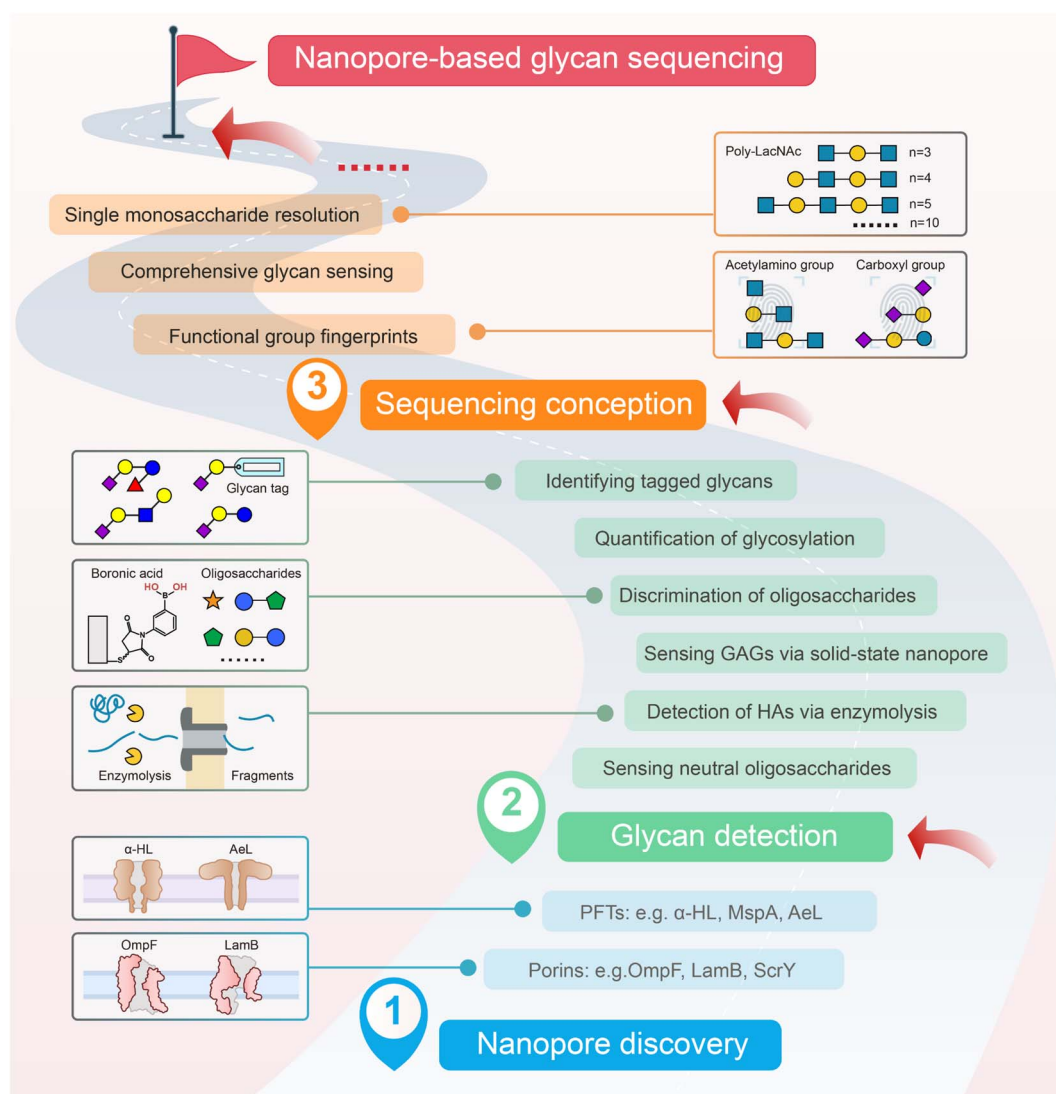 Nanopore-based glycan sequencing
Poly-LacNAc
n=3
n=4
n=5
n=10
Single monosaccharide resolution
Comprehensive glycan sensing
Acetylamino group
Carboxyl group
Functional group fingerprints
3
Sequencing conception
Glycan tag
Identifying tagged glycans
Quantification of glycosylation
Boronic acid
Oligosaccharides
HO
OH
B
N
O
O
S
Discrimination of oligosaccharides
Sensing GAGs via solid-state nanopore
Enzymolysis
Fragments
Detection of HAs via enzymolysis
Sensing neutral oligosaccharides
2
Glycan detection
α-HL
AeL
PFTs: e.g. α-HL, MspA, AeL
OmpF
LamB
Porins: e.g.OmpF, LamB, ScrY
1
Nanopore discovery